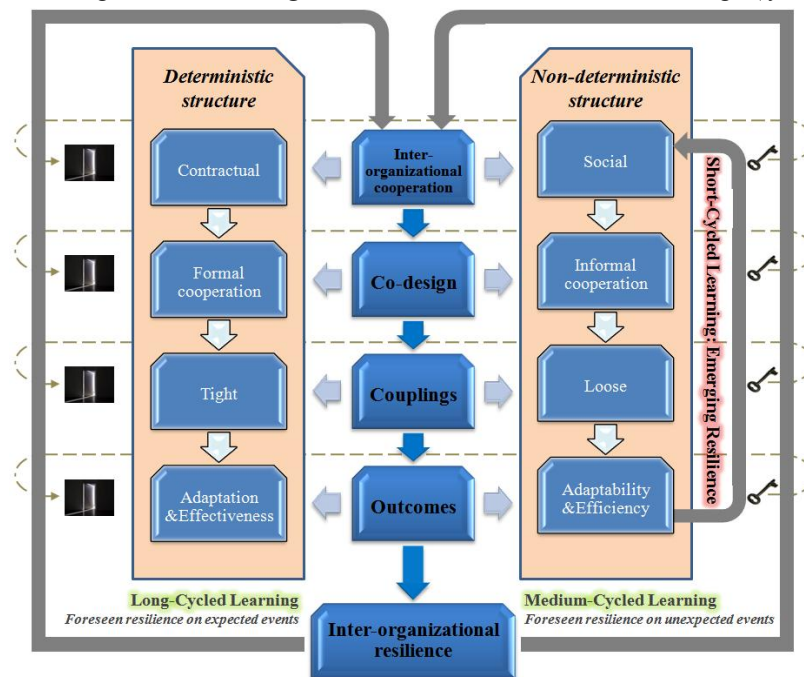 Deterministic
structure
Non-deterministic
structure
Contractual
Inter-
organizational
cooperation
Social
Formal
cooperation
Co-design
Informal
cooperation
Tight
Couplings
Loose
Adaptation
&Effectiveness
Outcomes
Adaptability
&Efficiency
Short-Cycled Learning: Emerging Resilience
Long-Cycled Learning
Foreseen resilience on expected events
Medium-Cycled Learning
Foreseen resilience on unexpected events
Inter-organizational
resilience